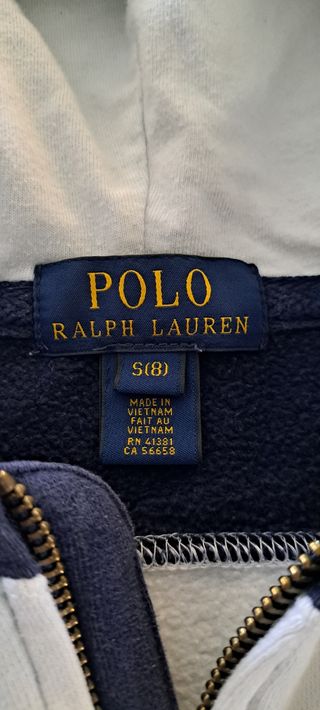 POLO
RALPH LAUREN
S(8)
MADE IN
VIETNAM
FAIT AU
VIETNAM
RN 41381
CA 56658